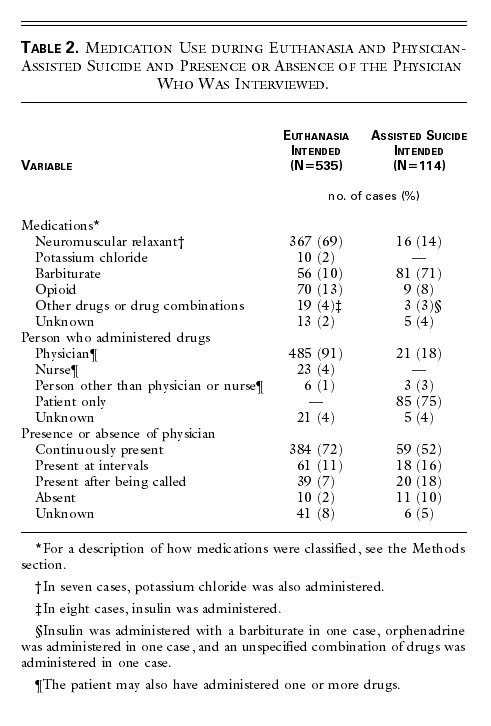 TABLE 2. MEDICATION USE DURING EUTHANASIA AND PHYSICIAN-
ASSISTED SUICIDE AND PRESENCE OR ABSENCE OF THE PHYSICIAN
WHO WAS INTERVIEWED.
VARIABLE EUTHANASIA INTENDED (N=535) ASSISTED SUICIDE INTENDED (N=114)
no. of cases (%)
Medications*
Neuromuscular relaxant† 367 (69) 16 (14)
Potassium chloride 10 (2) —
Barbiturate 56 (10) 81 (71)
Opioid 70 (13) 9 (8)
Other drugs or drug combinations 19 (4)‡ 3 (3)§
Unknown 13 (2) 5 (4)
Person who administered drugs
Physician¶ 485 (91) 21 (18)
Nurse¶ 23 (4) —
Person other than physician or nurse¶ 6 (1) 3 (3)
Patient only — 85 (75)
Unknown 21 (4) 5 (4)
Presence or absence of physician
Continuously present 384 (72) 59 (52)
Present at intervals 61 (11) 18 (16)
Present after being called 39 (7) 20 (18)
Absent 10 (2) 11 (10)
Unknown 41 (8) 6 (5)
*For a description of how medications were classified, see the Methods
section.
†In seven cases, potassium chloride was also administered.
‡In eight cases, insulin was administered.
§Insulin was administered with a barbiturate in one case, orphenadrine
was administered in one case, and an unspecified combination of drugs was
administered in one case.
¶The patient may also have administered one or more drugs.